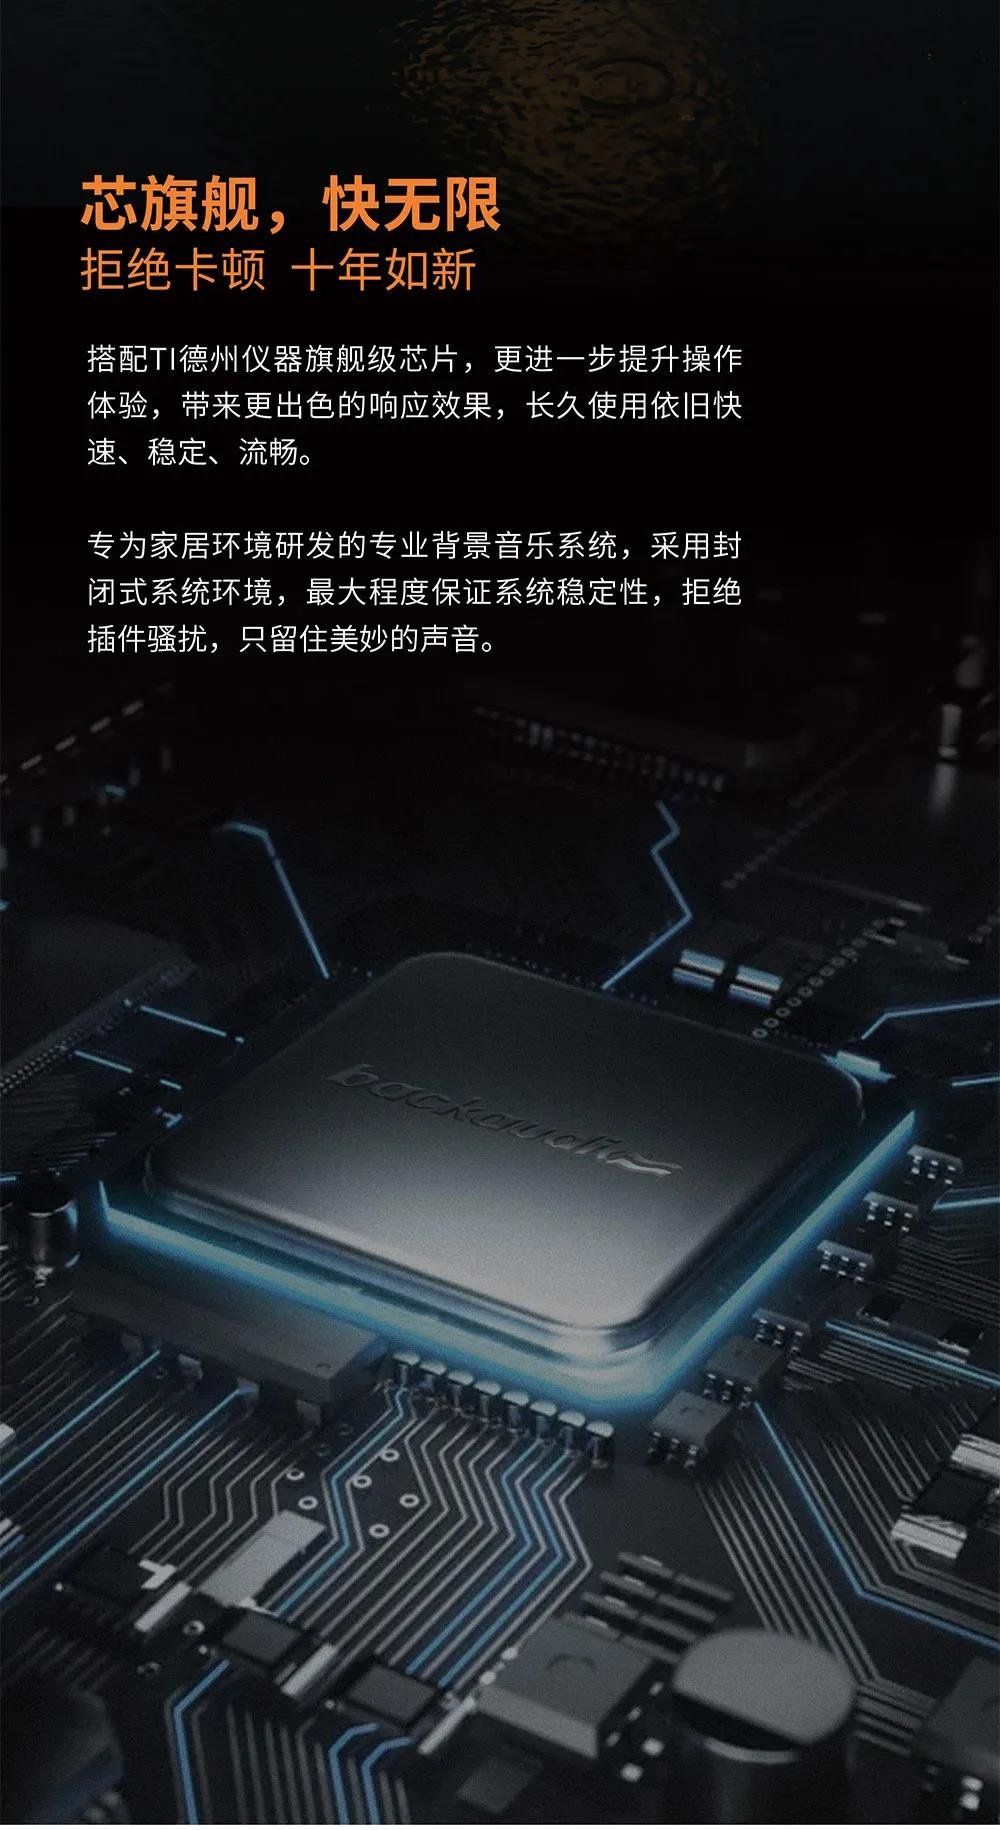 芯旗舰，快无限
拒绝卡顿 十年如新
搭配TI德州仪器旗舰级芯片，更进一步提升操作
体验，带来更出色的响应效果，长久使用依旧快
速、稳定、流畅。
专为家居环境研发的专业背景音乐系统，采用封
闭式系统环境，最大程度保证系统稳定性，拒绝
插件骚扰，只留住美妙的声音。
backaudio